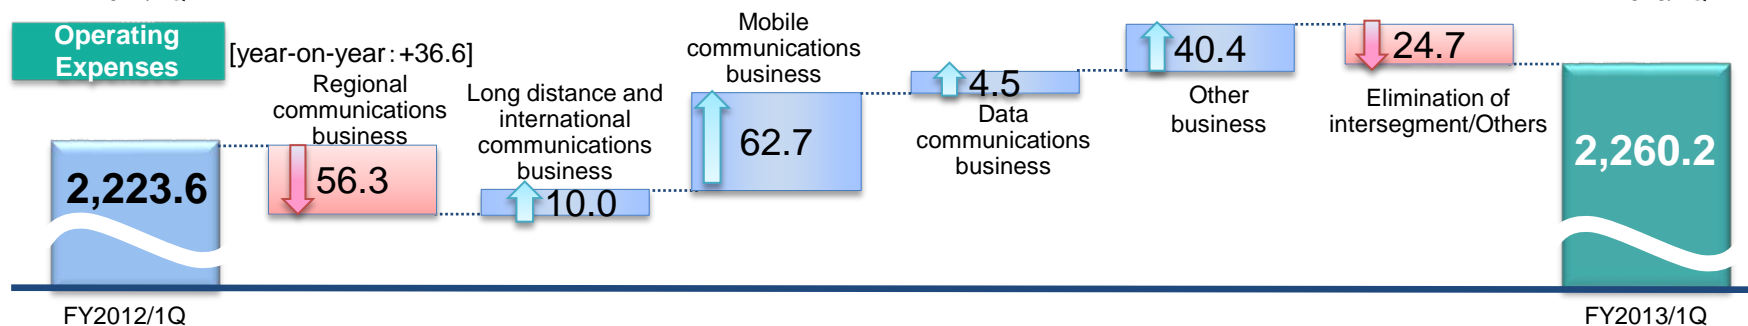 Operating
Expenses
[year-on-year：+36.6]
Regional
communications
business
56.3
Long distance and
international
communications
business
10.0
Mobile
communications
business
62.7
4.5
Data
communications
business
40.4
Other
business
24.7
Elimination of
intersegment/Others
2,223.6
2,260.2
FY2012/1Q
FY2013/1Q